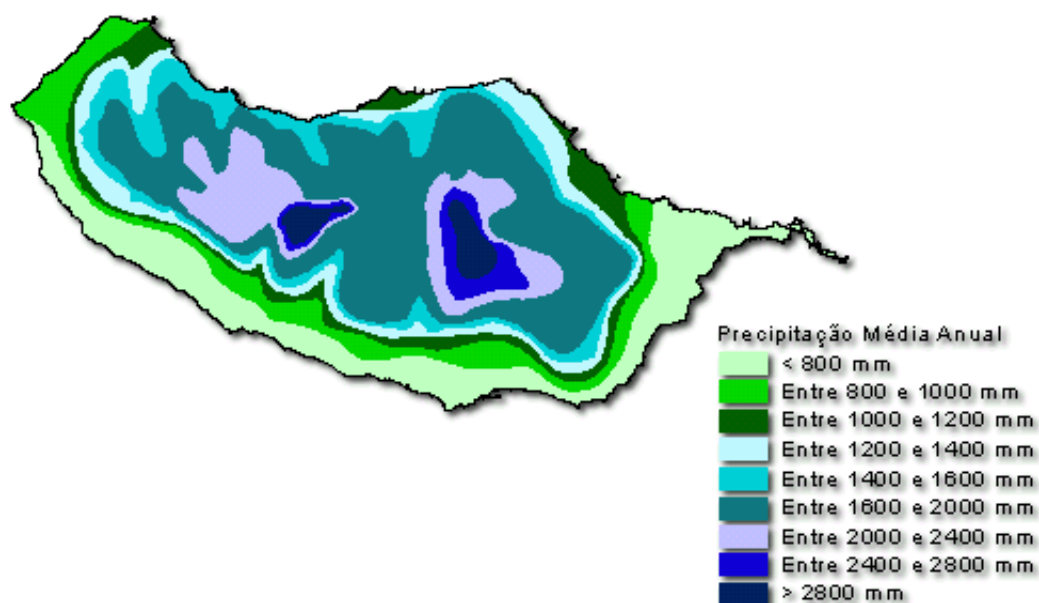 Precipitação Média Anual
< 800 mm
Entre 800 e 1000 mm
Entre 1000 e 1200 mm
Entre 1200 e 1400 mm
Entre 1400 e 1600 mm
Entre 1600 e 2000 mm
Entre 2000 e 2400 mm
Entre 2400 e 2800 mm
> 2800 mm